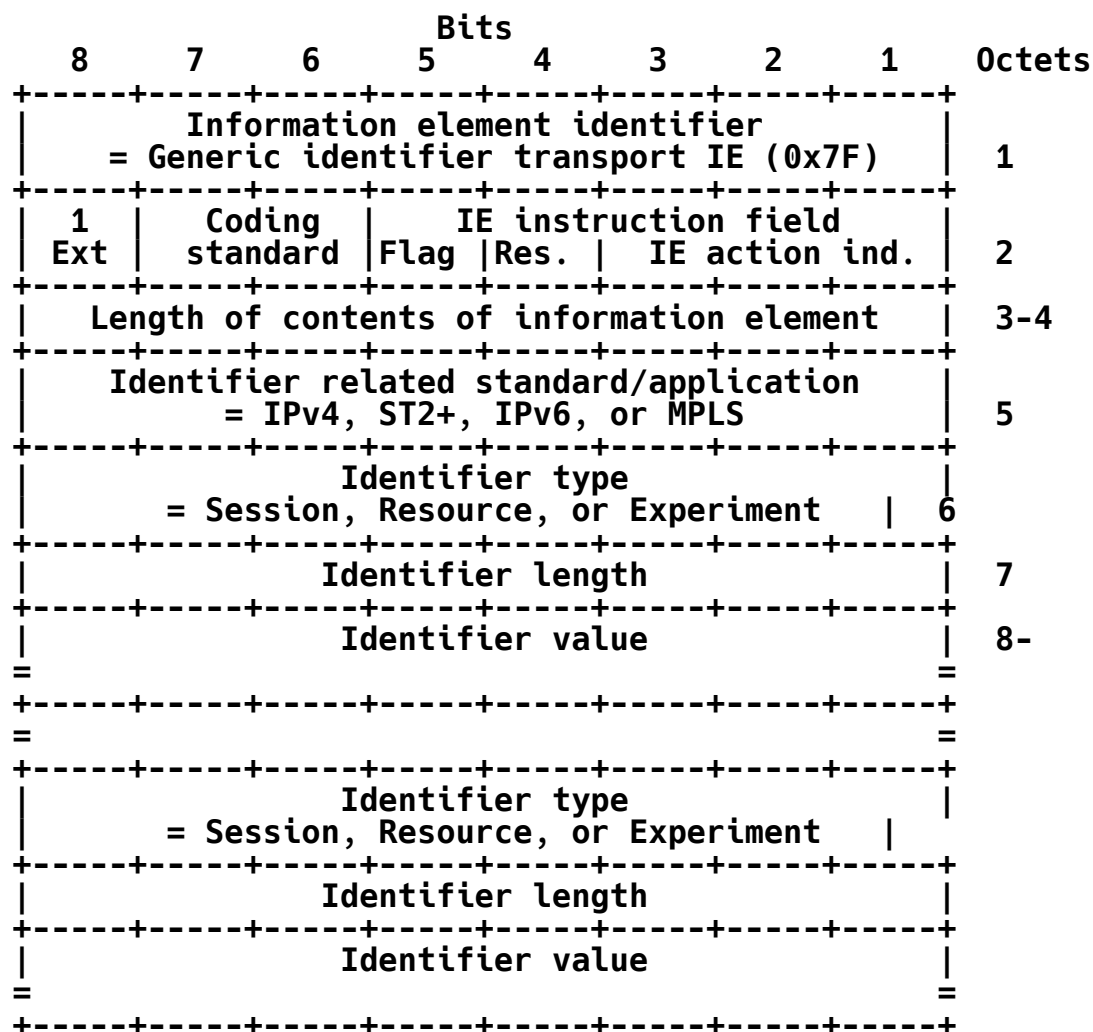 Bits
   8     7     6     5     4     3     2     1    Octets
+-----+-----+-----+-----+-----+-----+-----+-----+
|        Information element identifier         |
|    = Generic identifier transport IE (0x7F)   |  1
+-----+-----+-----+-----+-----+-----+-----+-----+
|  1  |   Coding  |    IE instruction field     |
| Ext |  standard |Flag |Res. |  IE action ind. |  2
+-----+-----+-----+-----+-----+-----+-----+-----+
|   Length of contents of information element   |  3-4
+-----+-----+-----+-----+-----+-----+-----+-----+
|    Identifier related standard/application    |
|          = IPv4, ST2+, IPv6, or MPLS          |  5
+-----+-----+-----+-----+-----+-----+-----+-----+
|                Identifier type                |
|       = Session, Resource, or Experiment   |  6
+-----+-----+-----+-----+-----+-----+-----+-----+
|               Identifier length               |  7
+-----+-----+-----+-----+-----+-----+-----+-----+
|                Identifier value               |  8-
=                                               =
+-----+-----+-----+-----+-----+-----+-----+-----+
=                                               =
+-----+-----+-----+-----+-----+-----+-----+-----+
|                Identifier type                |
|       = Session, Resource, or Experiment   |
+-----+-----+-----+-----+-----+-----+-----+-----+
|               Identifier length               |
+-----+-----+-----+-----+-----+-----+-----+-----+
|                Identifier value               |
=                                               =
+-----+-----+-----+-----+-----+-----+-----+-----+